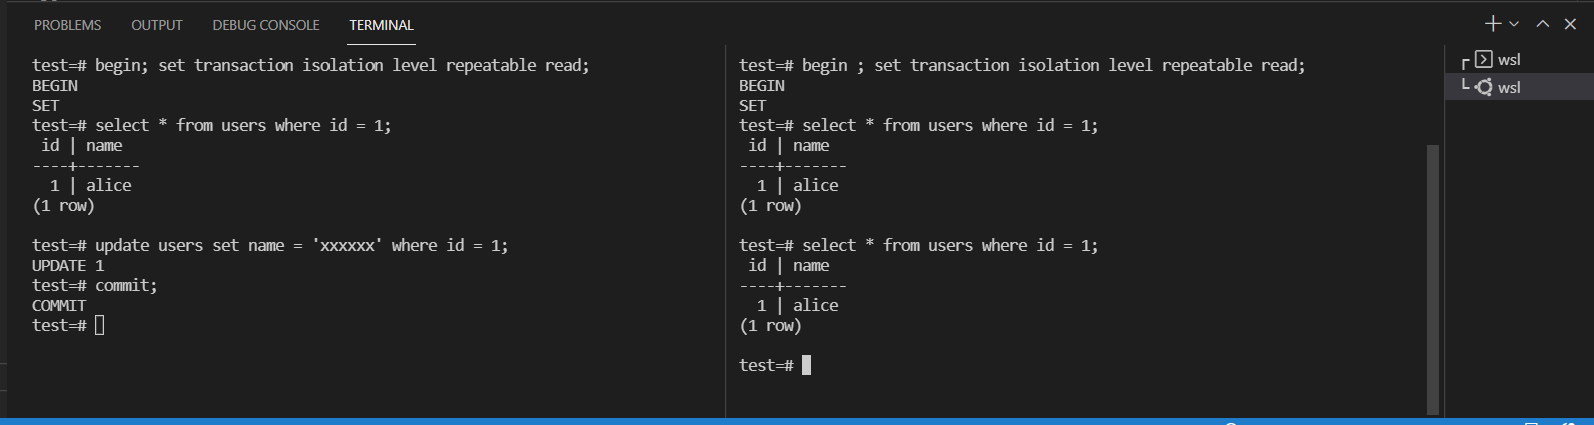 PROBLEMS OUTPUT DEBUG CONSOLE TERMINAL
test=# begin; set transaction isolation level repeatable read;
BEGIN
SET
test=# select * from users where id = 1;
 id | name
----+-------
  1 | alice
(1 row)

test=# update users set name = 'xxxxxx' where id = 1;
UPDATE 1
test=# commit;
COMMIT
test=#
test=# begin ; set transaction isolation level repeatable read;
BEGIN
SET
test=# select * from users where id = 1;
 id | name
----+-------
  1 | alice
(1 row)

test=# select * from users where id = 1;
 id | name
----+-------
  1 | alice
(1 row)

test=#
wsl
wsl